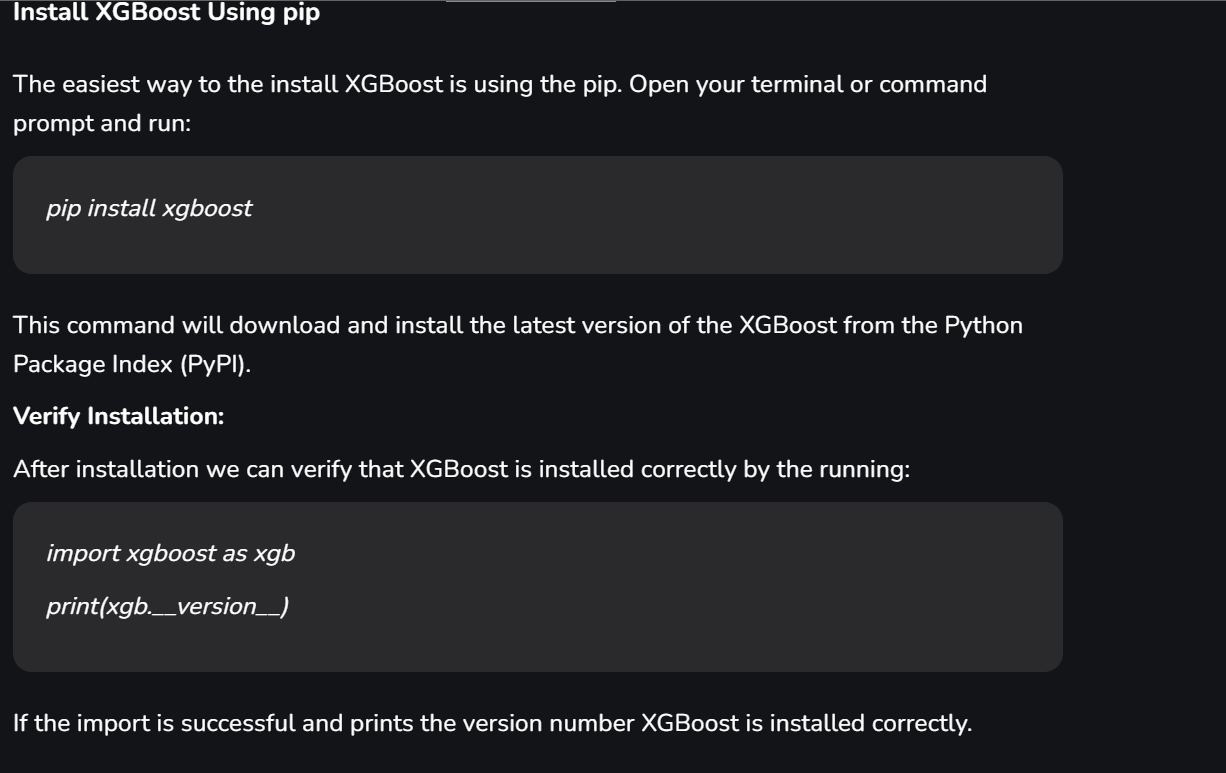 Install XGBoost Using pip
The easiest way to the install XGBoost is using the pip. Open your terminal or command
prompt and run:
pip install xgboost
This command will download and install the latest version of the XGBoost from the Python
Package Index (PyPI).
Verify Installation:
After installation we can verify that XGBoost is installed correctly by the running:
import xgboost as xgb
print(xgb.__version__)
If the import is successful and prints the version number XGBoost is installed correctly.